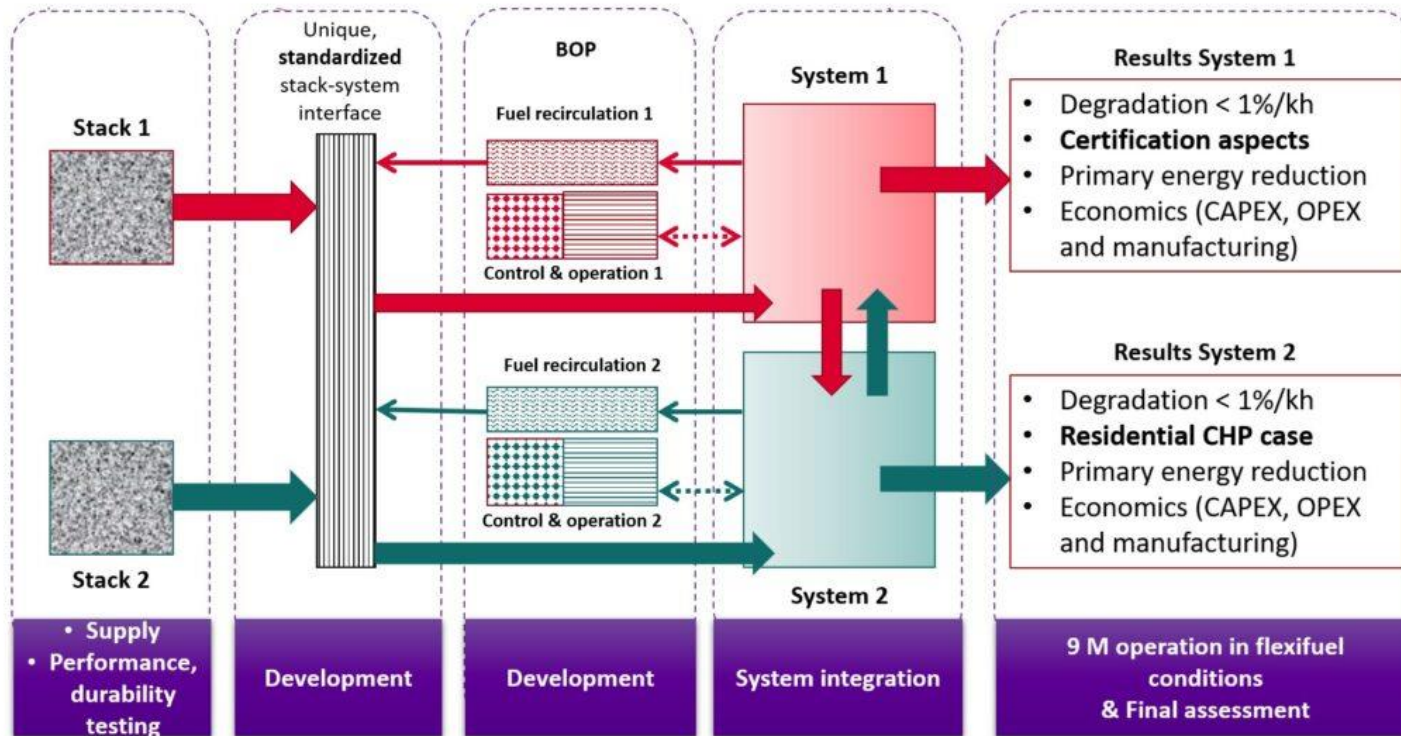 Stack 1
Stack 2
• Supply
• Performance,
durability
testing
Unique,
standardized
stack-system
interface
Development
BOP
Fuel recirculation 1
Control & operation 1
Fuel recirculation 2
Control & operation 2
Development
System 1
System 2
System integration
Results System 1
• Degradation < 1%/kh
• Certification aspects
• Primary energy reduction
• Economics (CAPEX, OPEX
and manufacturing)
Results System 2
• Degradation < 1%/kh
• Residential CHP case
• Primary energy reduction
• Economics (CAPEX, OPEX
and manufacturing)
9 M operation in flexifuel
conditions
& Final assessment